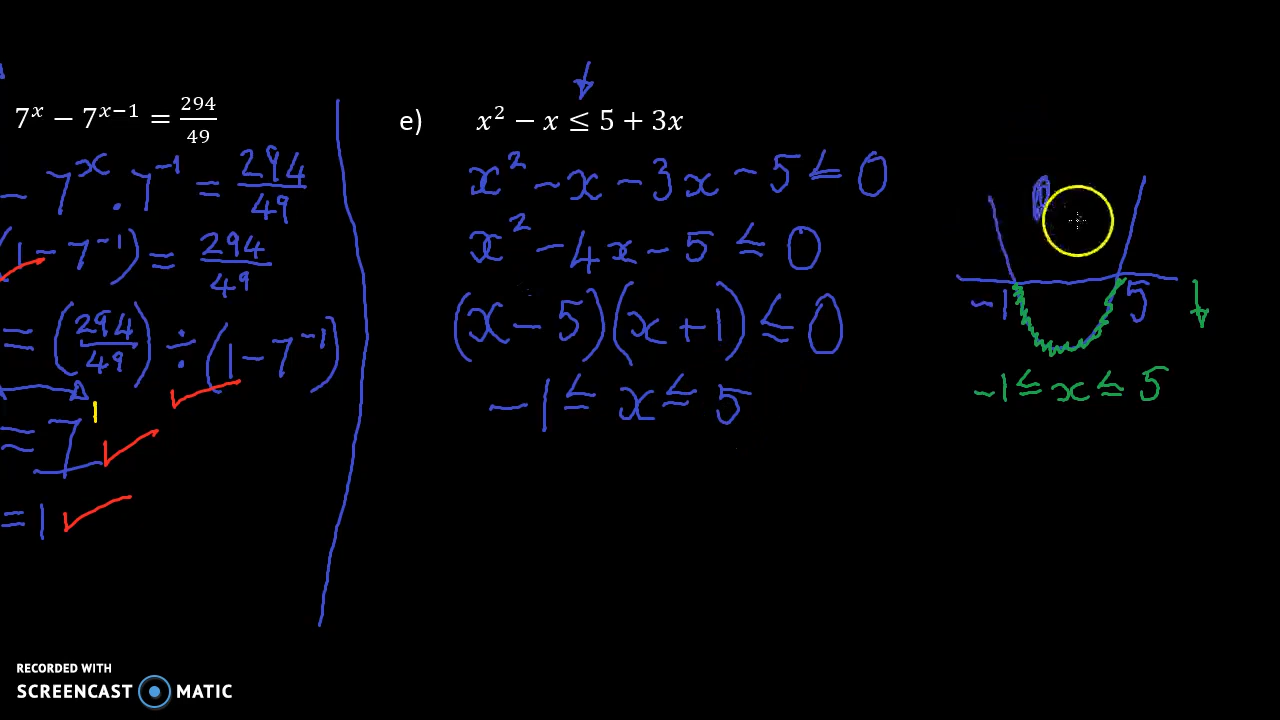 7^x − 7^{x−1} = 294/49
− 7^x . 7^{-1} = 294/49
(1 − 7^{-1}) = 294/49
= (294/49) ÷ (1 − 7^{-1})
= 7^1
= 1
e) x² − x ≤ 5 + 3x
x² − x − 3x − 5 ≤ 0
x² − 4x − 5 ≤ 0
(x − 5)(x + 1) ≤ 0
−1 ≤ x ≤ 5
−1 5
−1 ≤ x ≤ 5
RECORDED WITH
SCREENCAST MATIC